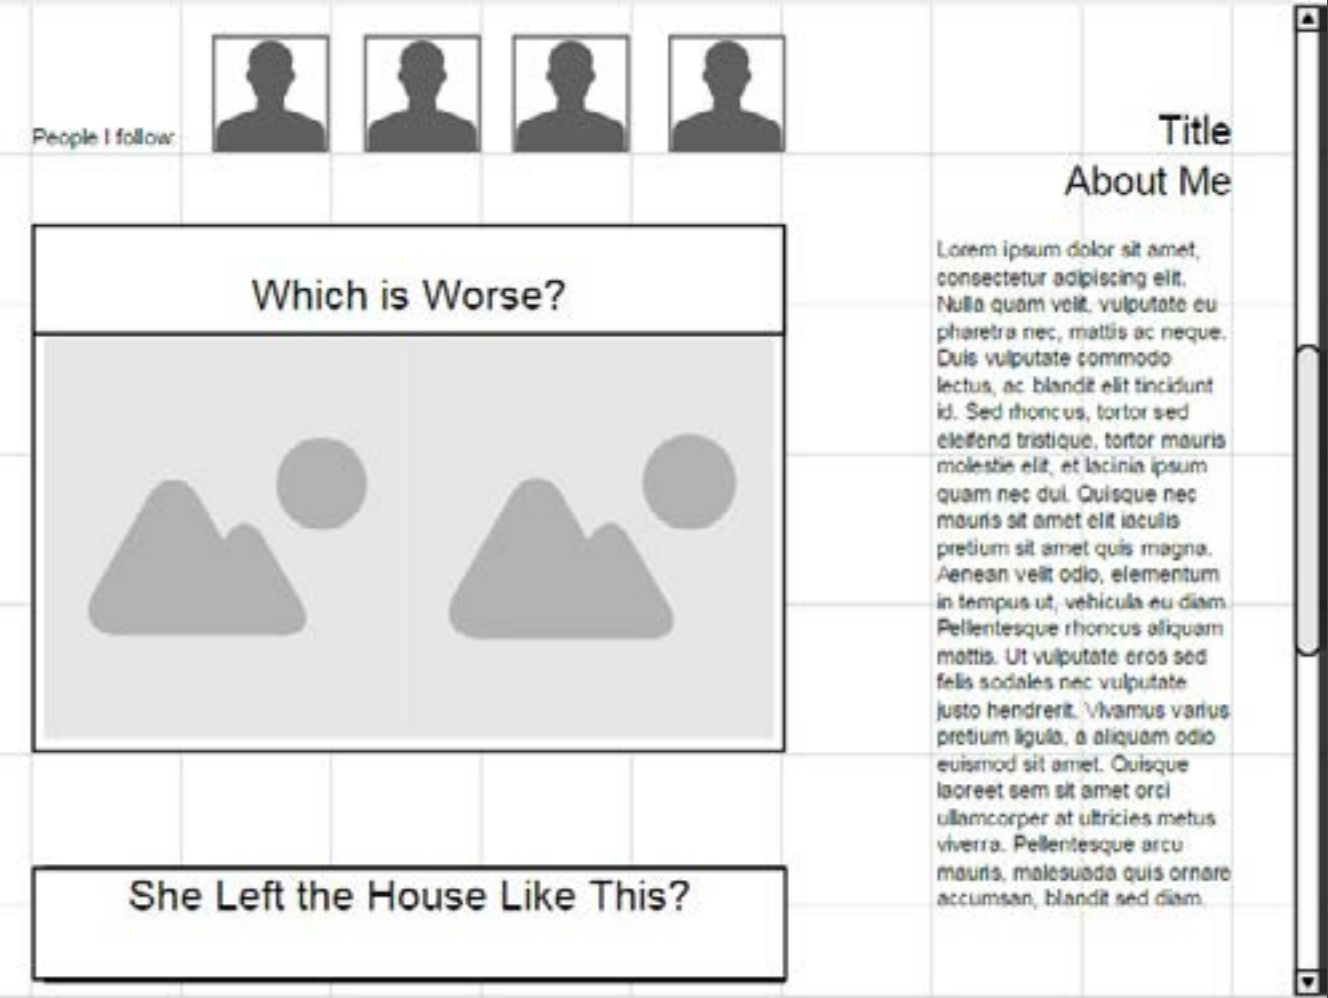 People I follow:
Title
About Me
Which is Worse?
She Left the House Like This?
Lorem ipsum dolor sit amet,
consectetur adipiscing elit.
Nulla quam velit, vulputate eu
pharetra nec, mattis ac neque.
Duis vulputate commodo
lectus, ac blandit elit tincidunt
id. Sed rhoncus, tortor sed
eleifend tristique, tortor mauris
molestie elit, et lacinia ipsum
quam nec dui. Quisque nec
mauris sit amet elit iaculis
pretium sit amet quis magna.
Aenean velit odio, elementum
in tempus ut, vehicula eu diam.
Pellentesque rhoncus aliquam
mattis. Ut vulputate eros sed
felis sodales nec vulputate
justo hendrerit. Vivamus varius
pretium ligula, a aliquam odio
euismod sit amet. Quisque
laoreet sem sit amet orci
ullamcorper at ultricies metus
viverra. Pellentesque arcu
mauris, malesuada quis ornare
accumsan, blandit sed diam.